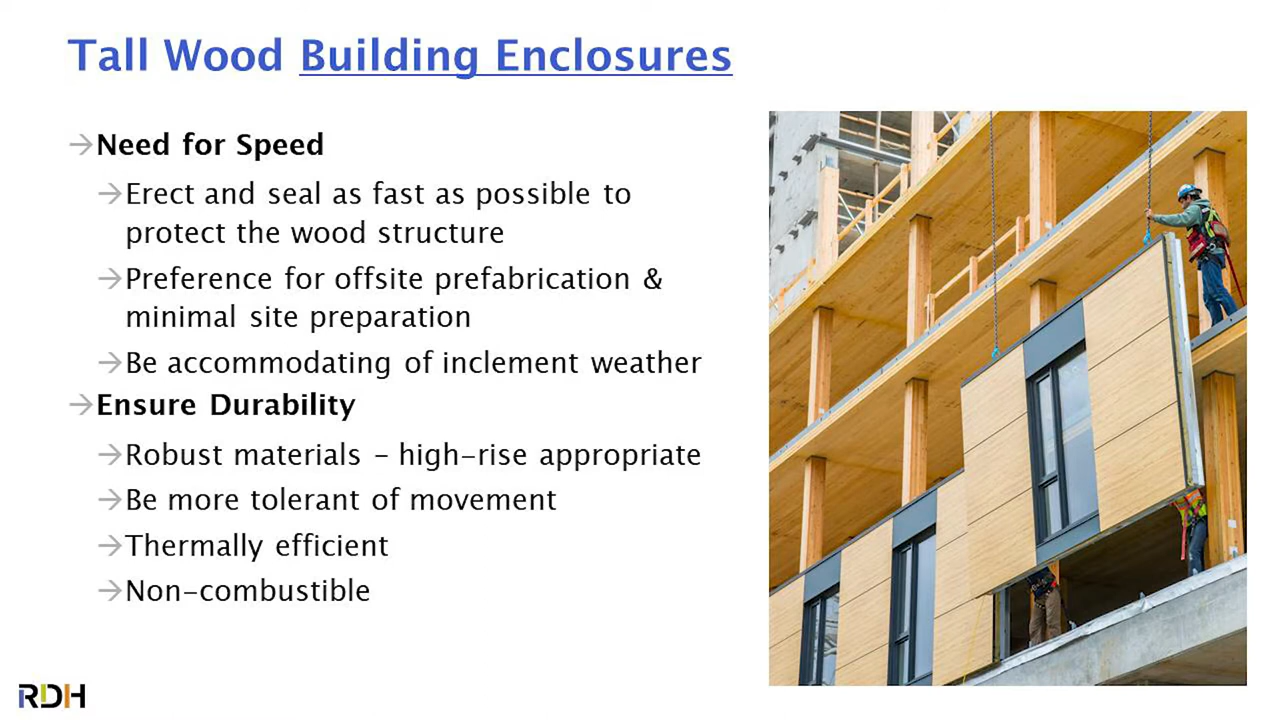 Tall Wood Building Enclosures
→Need for Speed
→Erect and seal as fast as possible to
protect the wood structure
→Preference for offsite prefabrication &
minimal site preparation
→Be accommodating of inclement weather
→Ensure Durability
→Robust materials – high-rise appropriate
→Be more tolerant of movement
→Thermally efficient
→Non-combustible
RDH